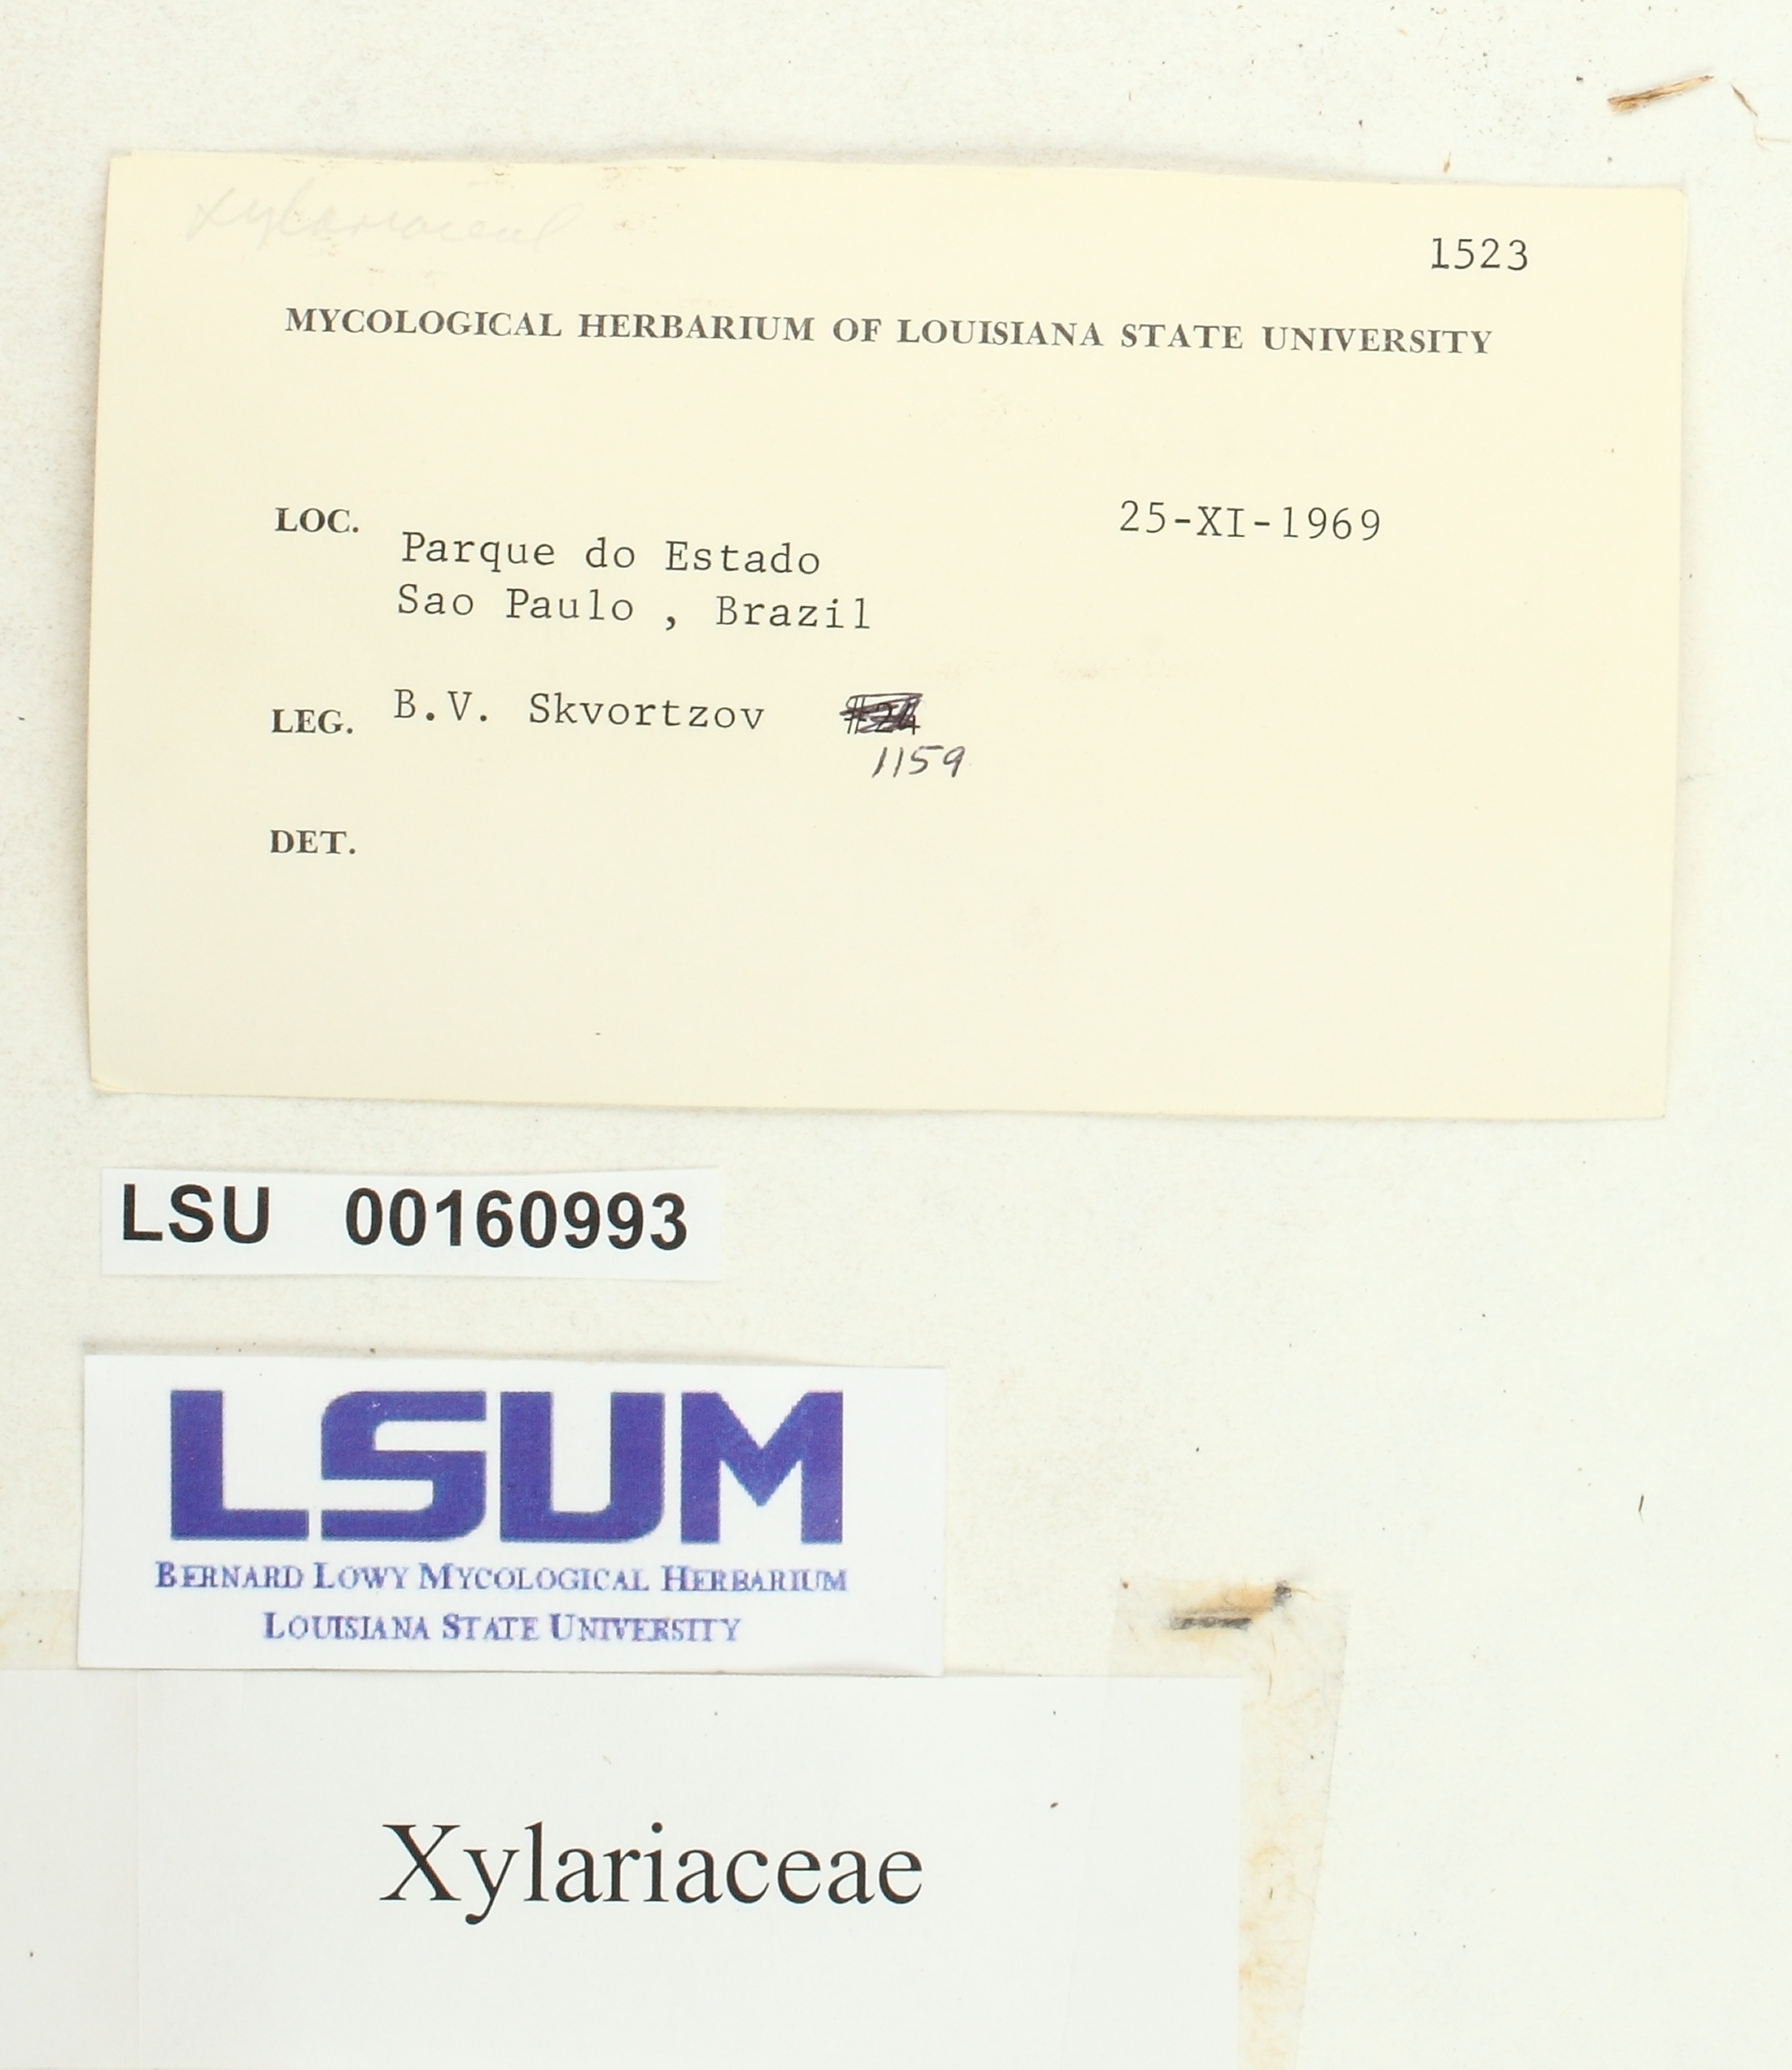 Xylariaceae
1523
MYCOLOGICAL HERBARIUM OF LOUISIANA STATE UNIVERSITY
LOC.
25-XI-1969
Parque do Estado
Sao Paulo , Brazil
LEG. B.V. Skvortzov
1159
DET.
LSU 00160993
LSUM
BERNARD LOWY MYCOLOGICAL HERBARIUM
LOUISIANA STATE UNIVERSITY
Xylariaceae